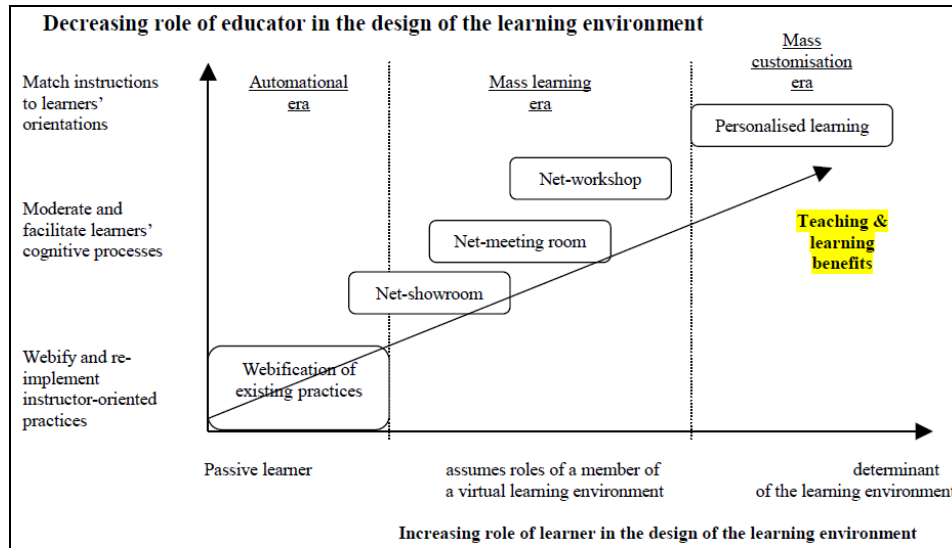 Decreasing role of educator in the design of the learning environment
Match instructions
to learners'
orientations
Automational
era
Mass learning
era
Mass
customisation
era
Personalised learning
Net-workshop
Moderate and
facilitate learners'
cognitive processes
Net-meeting room
Teaching &
learning
benefits
Net-showroom
Webify and re-
implement
instructor-oriented
practices
Webification of
existing practices
Passive learner
assumes roles of a member of
a virtual learning environment
determinant
of the learning environment
Increasing role of learner in the design of the learning environment